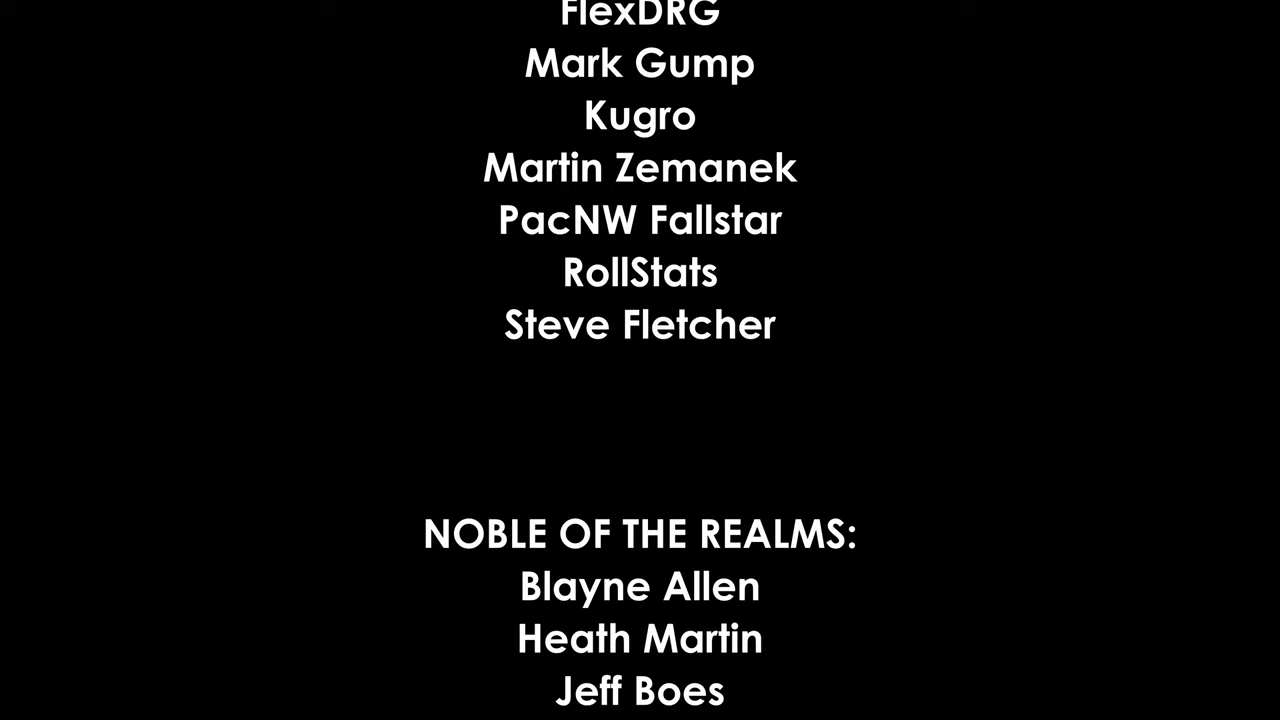 FlexDRG
Mark Gump
Kugro
Martin Zemanek
PacNW Fallstar
RollStats
Steve Fletcher
NOBLE OF THE REALMS:
Blayne Allen
Heath Martin
Jeff Boes